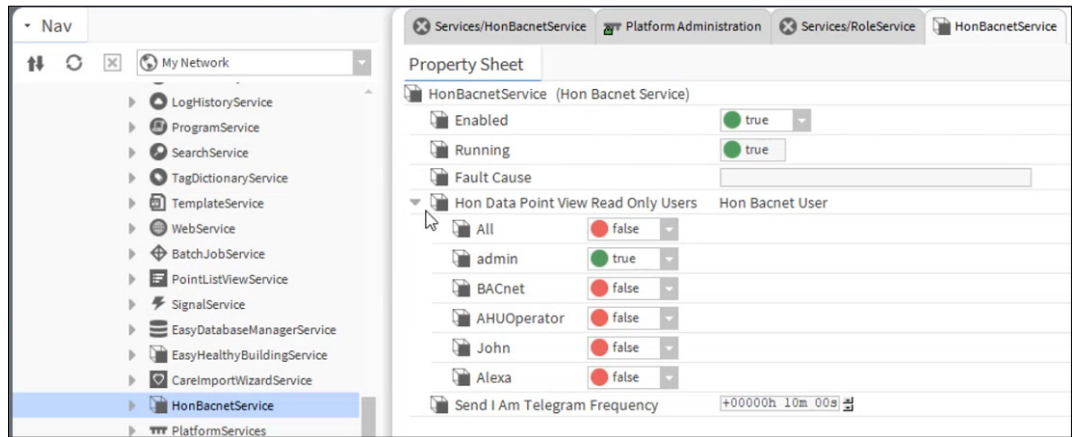 Nav
My Network
LogHistoryService
ProgramService
SearchService
TagDictionaryService
TemplateService
WebService
BatchJobService
PointListViewService
SignalService
EasyDatabaseManagerService
EasyHealthyBuildingService
CareImportWizardService
HonBacnetService
PlatformServices
Services/HonBacnetService Platform Administration Services/RoleService HonBacnetService
Property Sheet
HonBacnetService (Hon Bacnet Service)
Enabled true
Running true
Fault Cause
Hon Data Point View Read Only Users Hon Bacnet User
All false
admin true
BACnet false
AHUOperator false
John false
Alexa false
Send I Am Telegram Frequency +00000h 10m 00s